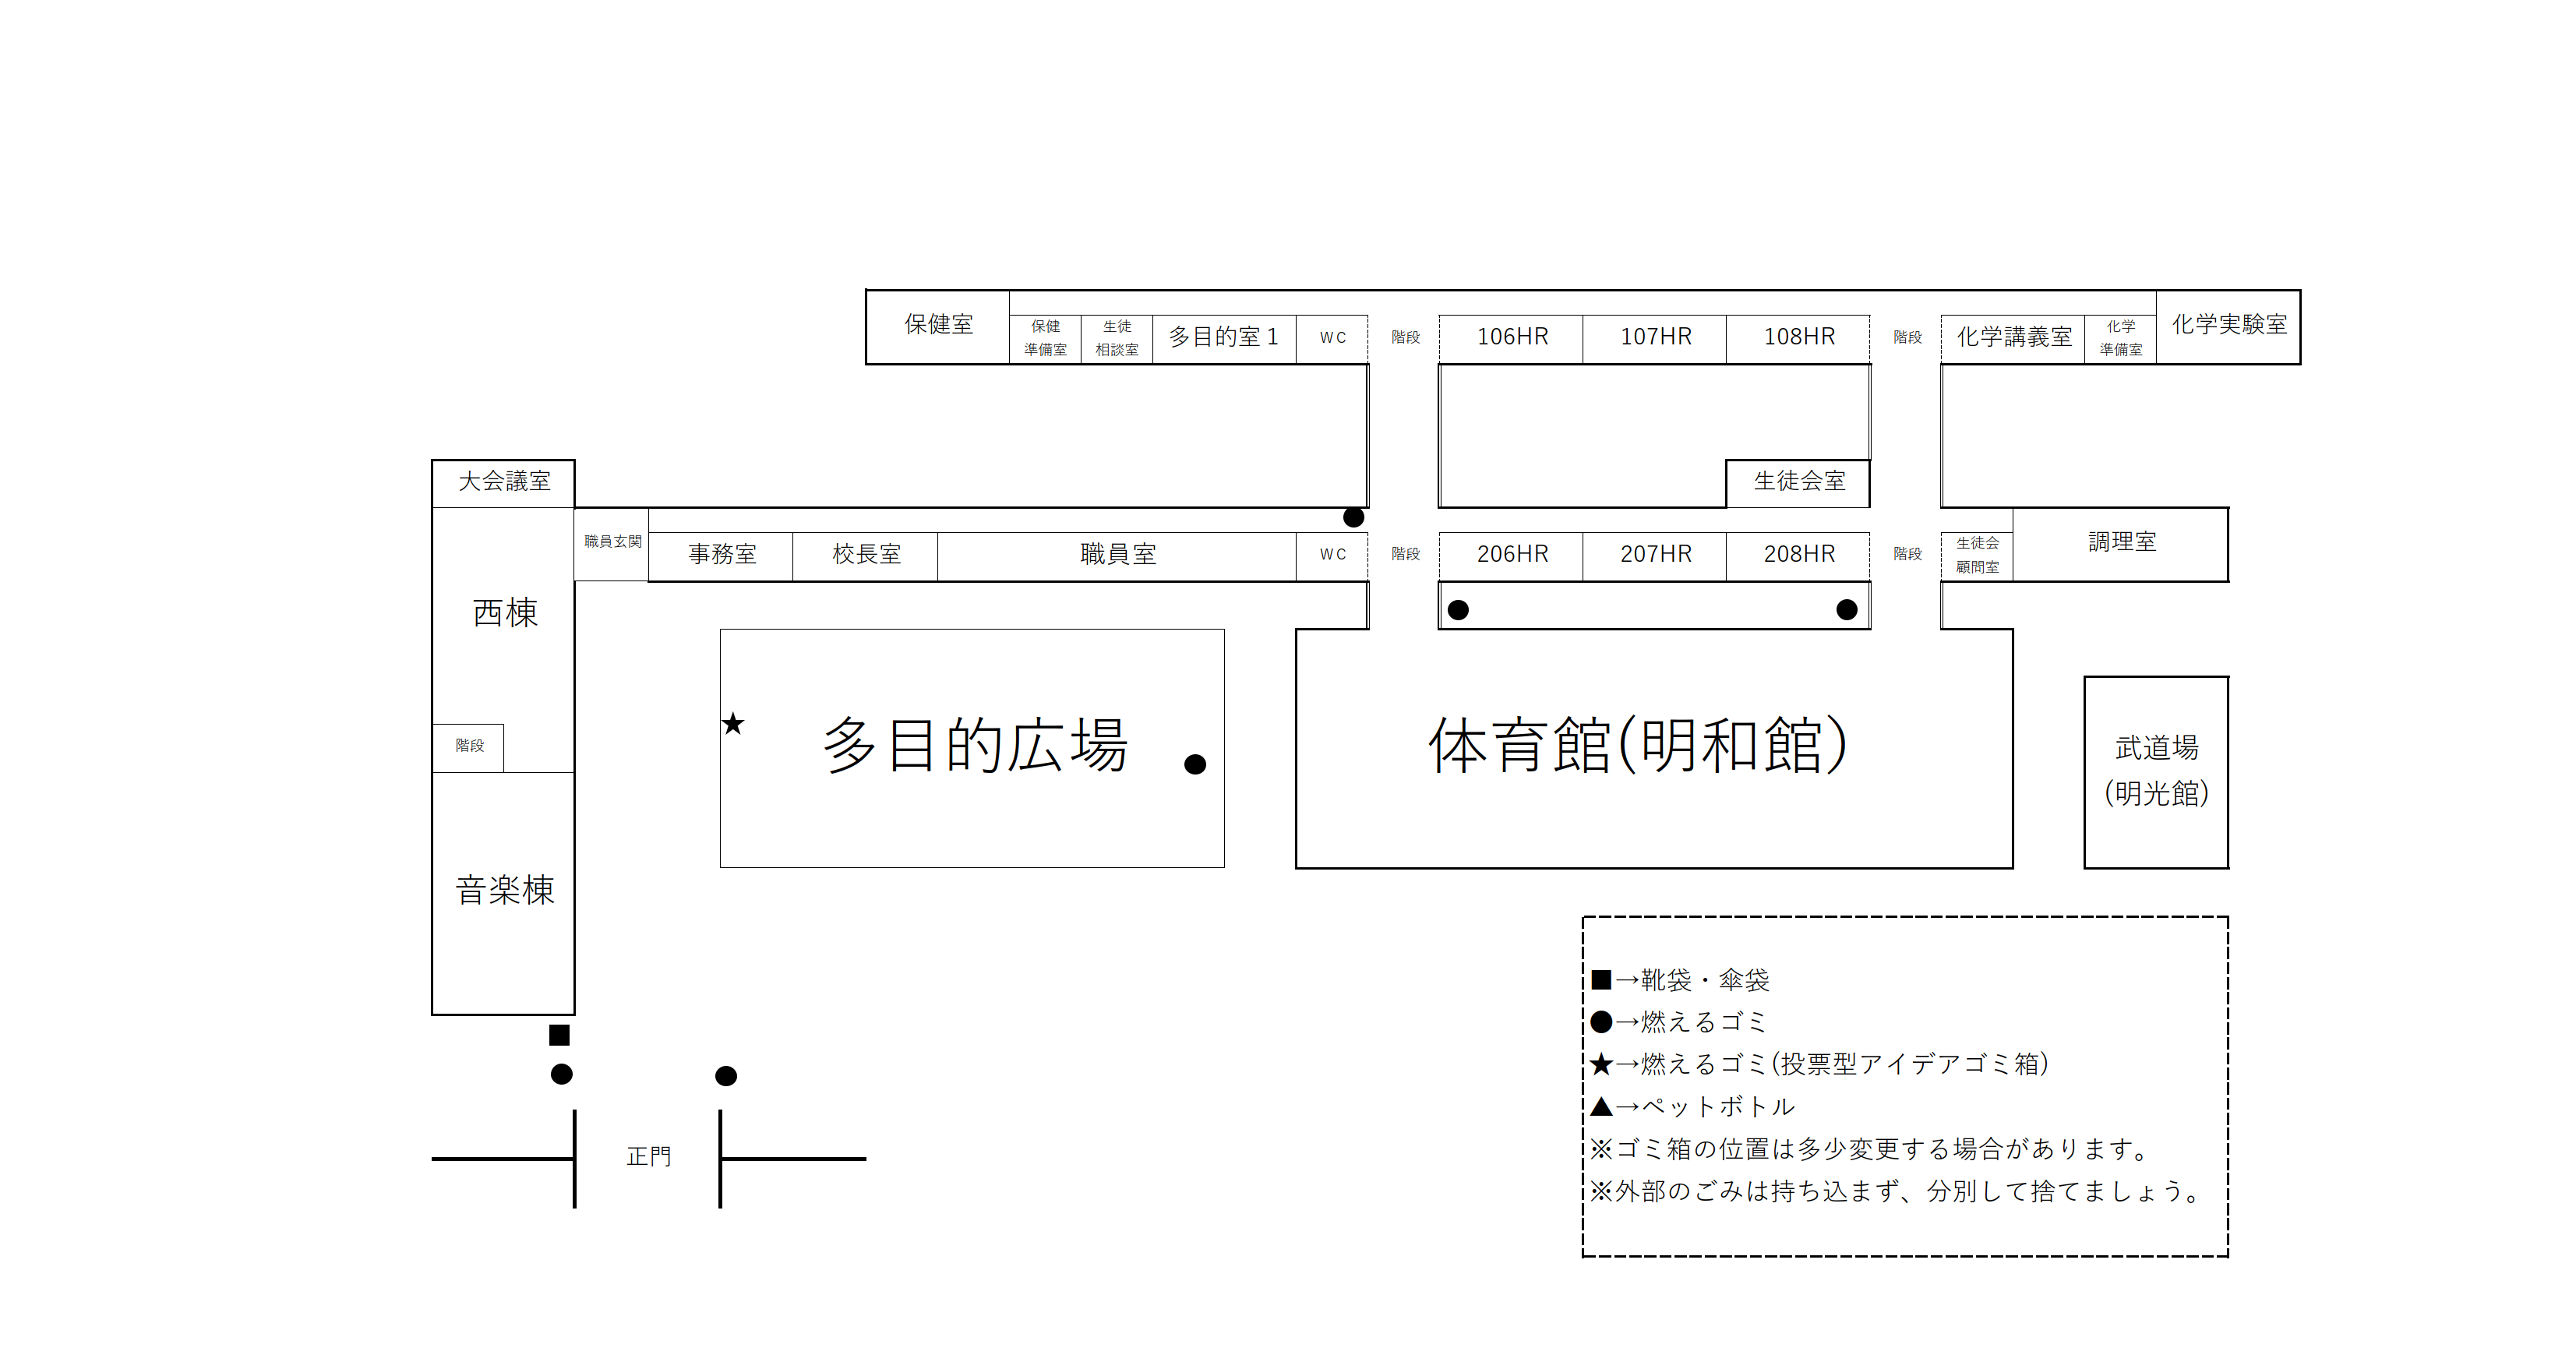 保健室
保健
準備室
生徒
相談室
多目的室1
WC
階段
106HR
107HR
108HR
階段
化学講義室
化学
準備室
化学実験室
大会議室
生徒会室
職員玄関
事務室
校長室
職員室
WC
階段
206HR
207HR
208HR
階段
生徒会
顧問室
調理室
西棟
階段
音楽棟
★
多目的広場
体育館(明和館)
武道場
(明光館)
■
正門
■→靴袋・傘袋
●→燃えるゴミ
★→燃えるゴミ(投票型アイデアゴミ箱)
▲→ペットボトル
※ゴミ箱の位置は多少変更する場合があります。
※外部のごみは持ち込まず、分別して捨てましょう。